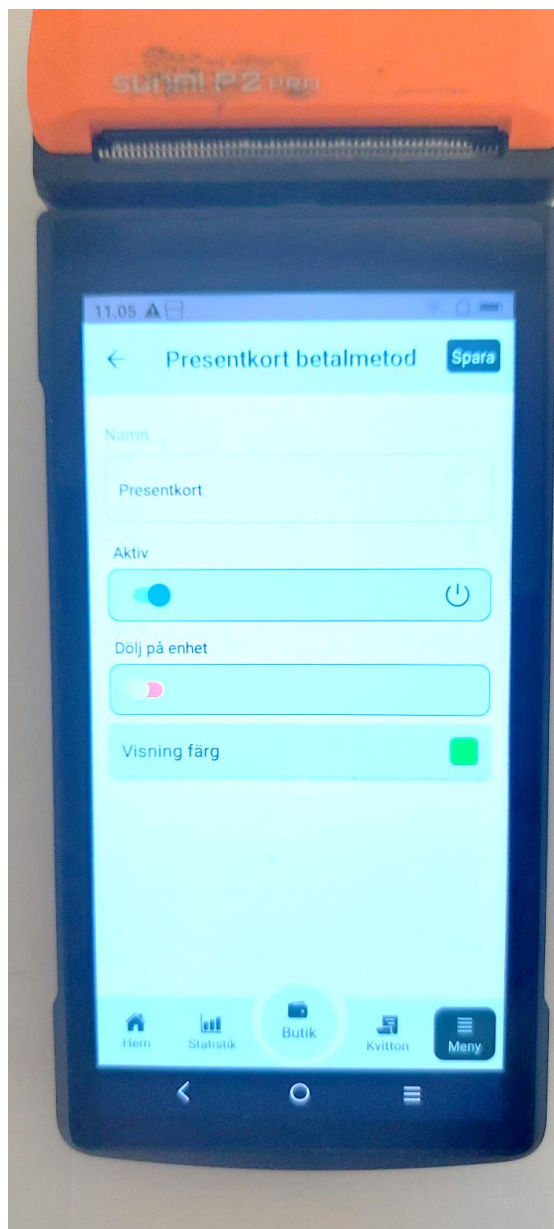 SUNMI P2 PRO
11.05
Presentkort betalmetod
Spara
Namn
Presentkort
Aktiv
Dölj på enhet
Visning färg
Hem
Statistik
Butik
Kvitton
Meny